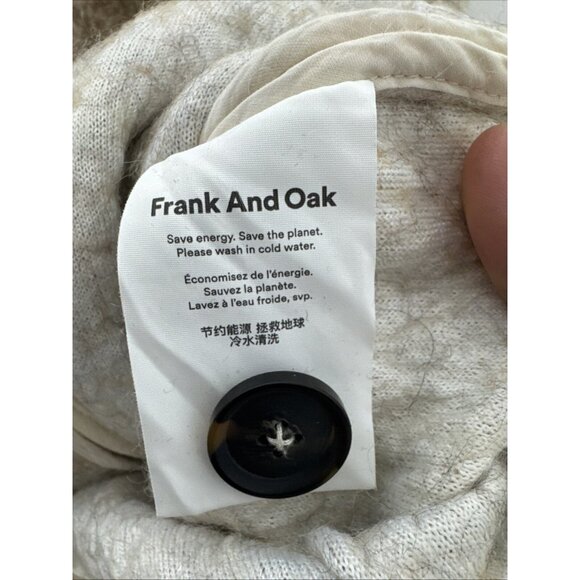 Frank And Oak
Save energy. Save the planet.
Please wash in cold water.
Économisez de l'énergie.
Sauvez la planète.
Lavez à l'eau froide, svp.
节约能源 拯救地球
冷水清洗